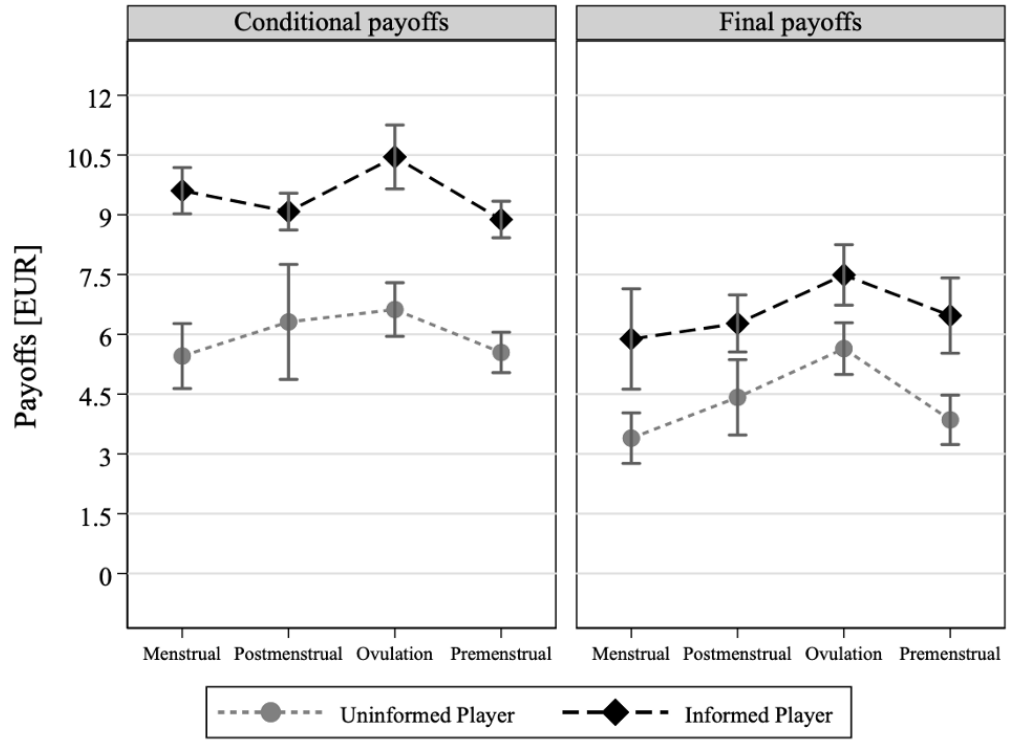 Conditional payoffs
Final payoffs
Payoffs [EUR]
12
10.5
9
7.5
6
4.5
3
1.5
0
Menstrual Postmenstrual Ovulation Premenstrual
Menstrual Postmenstrual Ovulation Premenstrual
Uninformed Player Informed Player